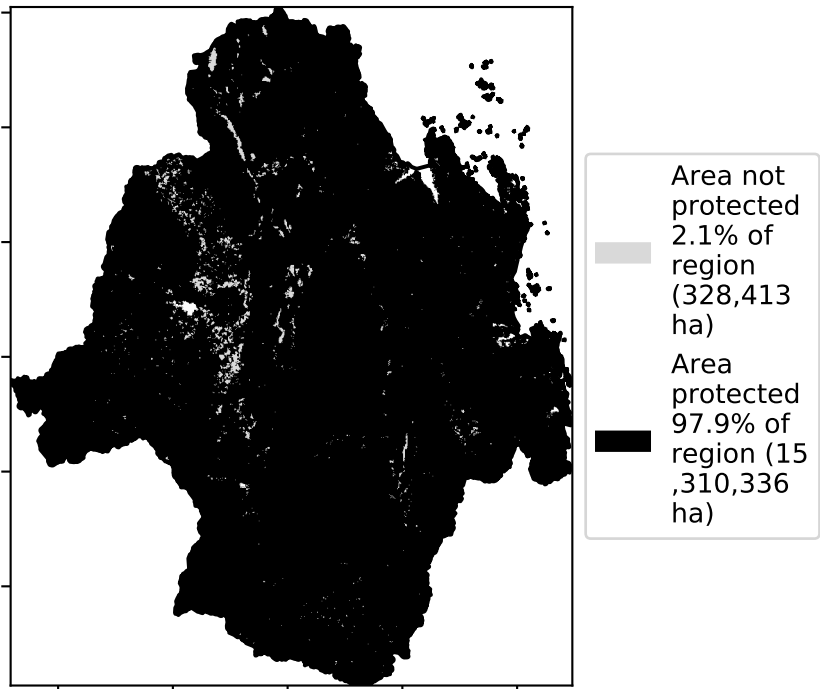 Area not
protected
2.1% of
region
(328,413
ha)
Area
protected
97.9% of
region (15
,310,336
ha)